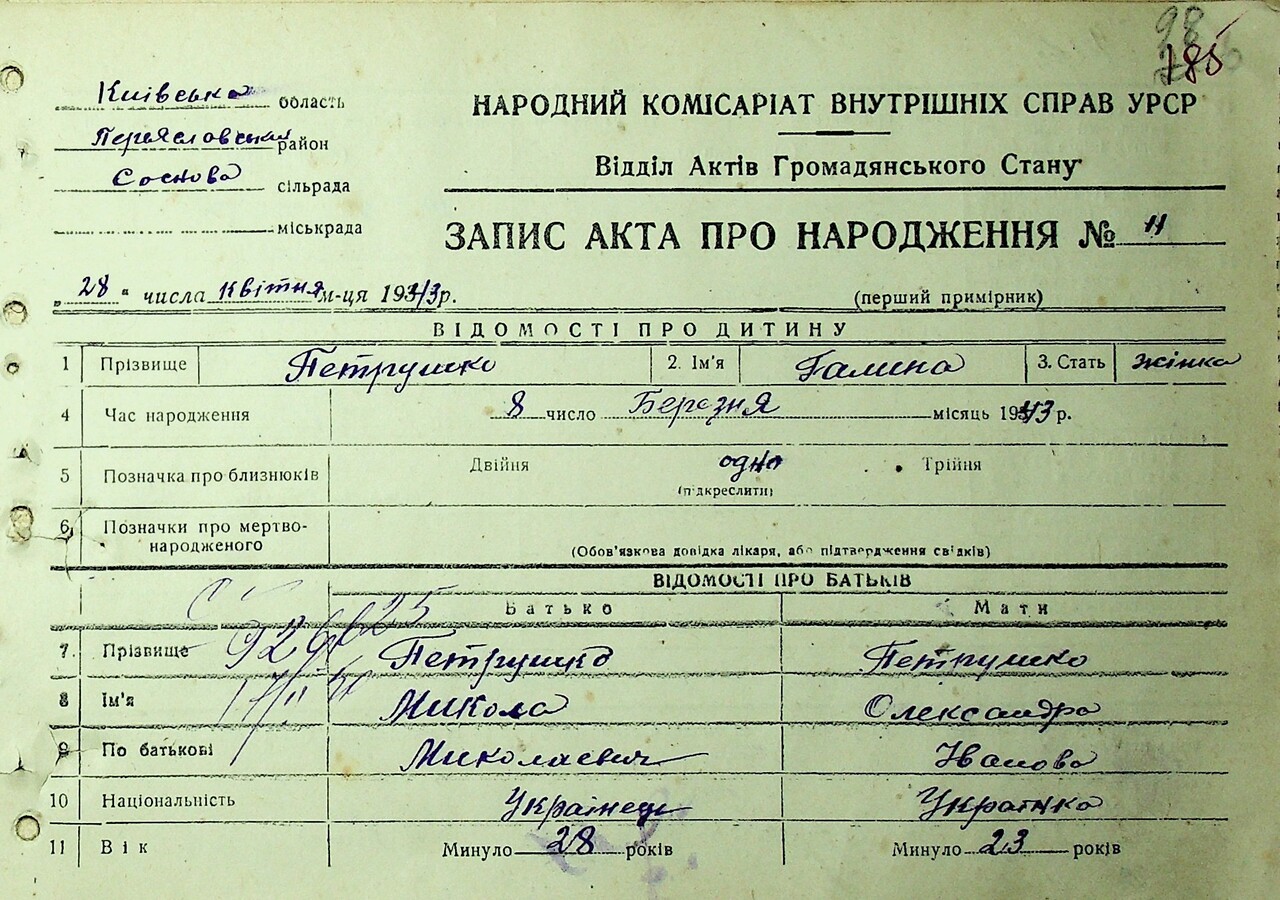 98
185
Київська область
Переяславський район
Соснова сільрада
міськрада
НАРОДНИЙ КОМІСАРІАТ ВНУТРІШНІХ СПРАВ УРСР
Відділ Актів Громадянського Стану
ЗАПИС АКТА ПРО НАРОДЖЕННЯ № 11
„28“ числа квітня м-ця 1943 р.
(перший примірник)
ВІДОМОСТІ ПРО ДИТИНУ
1 Прізвище Петрушко 2. Ім'я Галина 3. Стать жінка
4 Час народження 8 число Березня місяць 1943 р.
5 Позначка про близнюків Двійня одно Трійня
(підкреслити)
6 Позначки про мертво-
народженого
(Обов'язкова довідка лікаря, або підтвердження свідків)
ВІДОМОСТІ ПРО БАТЬКІВ
Батько Мати
7. Прізвище Петрушко Петрушко
8 Ім'я Микола Олександра
9 По батькові Миколаевич Іванова
10 Національність Українець Українка
11 Вік Минуло 28 років Минуло 23 років